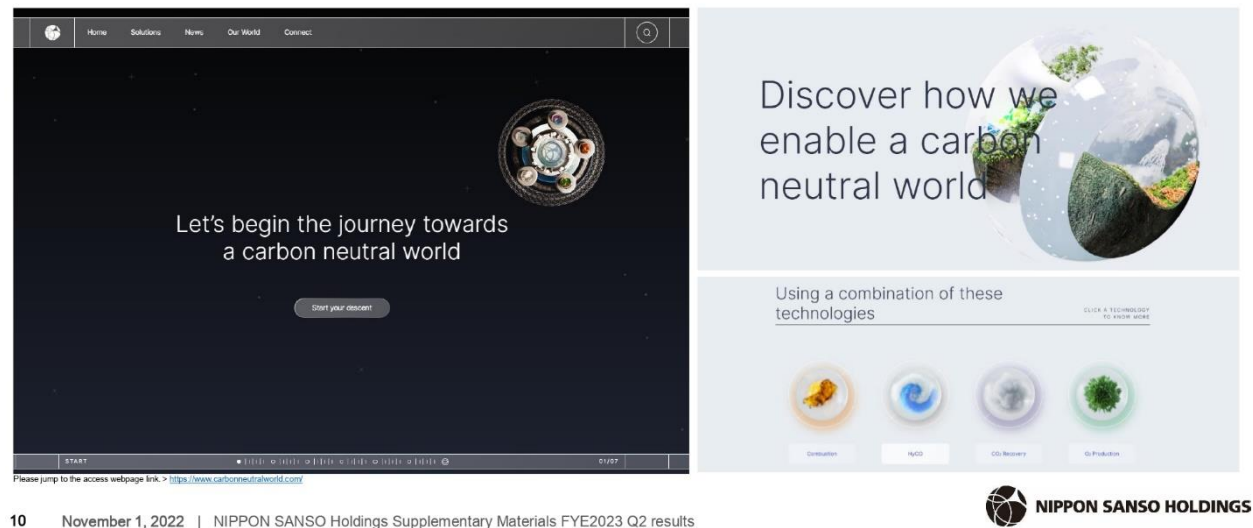 Home Solutions News Our World Connect
Let's begin the journey towards
a carbon neutral world
Start your descent
START
01/07
Discover how we
enable a carbon
neutral world
Using a combination of these
technologies
CLICK A TECHNOLOGY
TO KNOW MORE
Combustion HyCO CO₂ Recovery O₂ Production
Please jump to the access webpage link. > https://www.carbonneutralworld.com/
10 November 1, 2022 | NIPPON SANSO Holdings Supplementary Materials FYE2023 Q2 results
NIPPON SANSO HOLDINGS